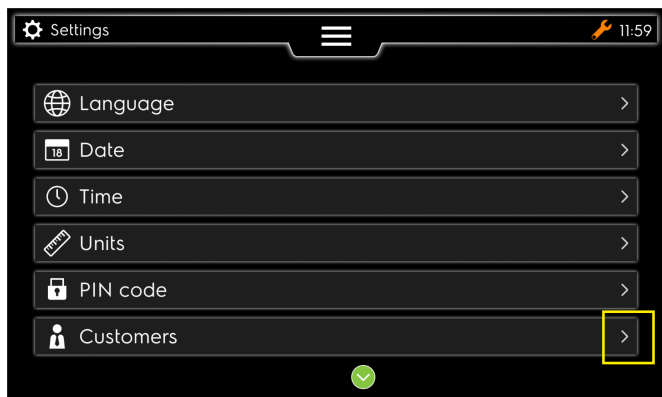 Settings
11:59
Language
18 Date
Time
Units
PIN code
Customers